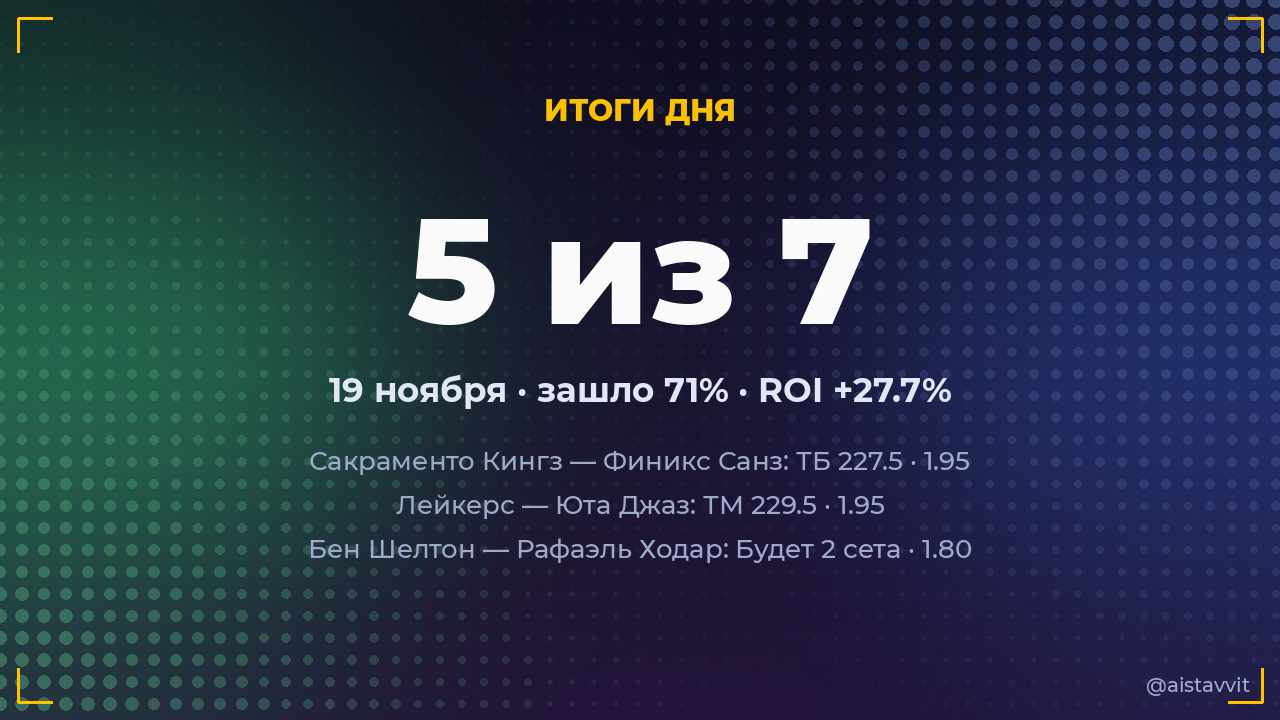 ИТОГИ ДНЯ
5 из 7
19 ноября · зашло 71% · ROI +27.7%
Сакраменто Кингз — Финикс Санз: ТБ 227.5 · 1.95
Лейкерс — Юта Джаз: ТМ 229.5 · 1.95
Бен Шелтон — Рафаэль Ходар: Будет 2 сета · 1.80
@aistavvit